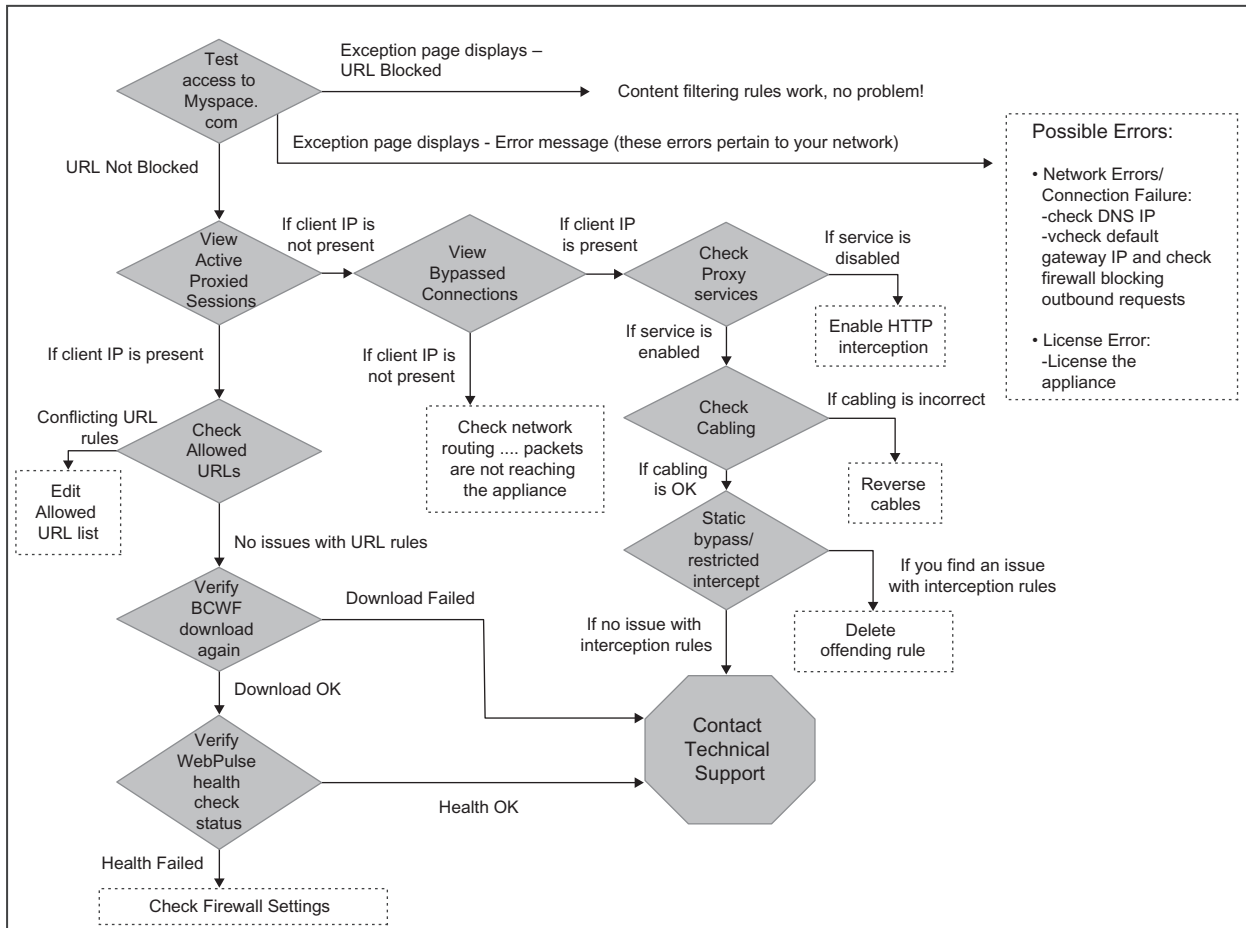 Test
access to
Myspace.
com
Exception page displays –
URL Blocked
Content filtering rules work, no problem!
Exception page displays - Error message (these errors pertain to your network)
Possible Errors:
• Network Errors/
Connection Failure:
-check DNS IP
-vcheck default
gateway IP and check
firewall blocking
outbound requests
• License Error:
-License the
appliance
URL Not Blocked
View
Active
Proxied
Sessions
If client IP is
not present
View
Bypassed
Connections
If client IP
is present
Check
Proxy
services
If service is
disabled
Enable HTTP
interception
If client IP is present
If client IP is
not present
Check network
routing .... packets
are not reaching
the appliance
If service is
enabled
Check
Cabling
If cabling is incorrect
Reverse
cables
Conflicting URL
rules
Check
Allowed
URLs
Edit
Allowed
URL list
If cabling
is OK
Static
bypass/
restricted
intercept
If you find an issue
with interception rules
Delete
offending rule
No issues with URL rules
Verify
BCWF
download
again
Download Failed
If no issue with
interception rules
Download OK
Contact
Technical
Support
Verify
WebPulse
health
check
status
Health OK
Health Failed
Check Firewall Settings